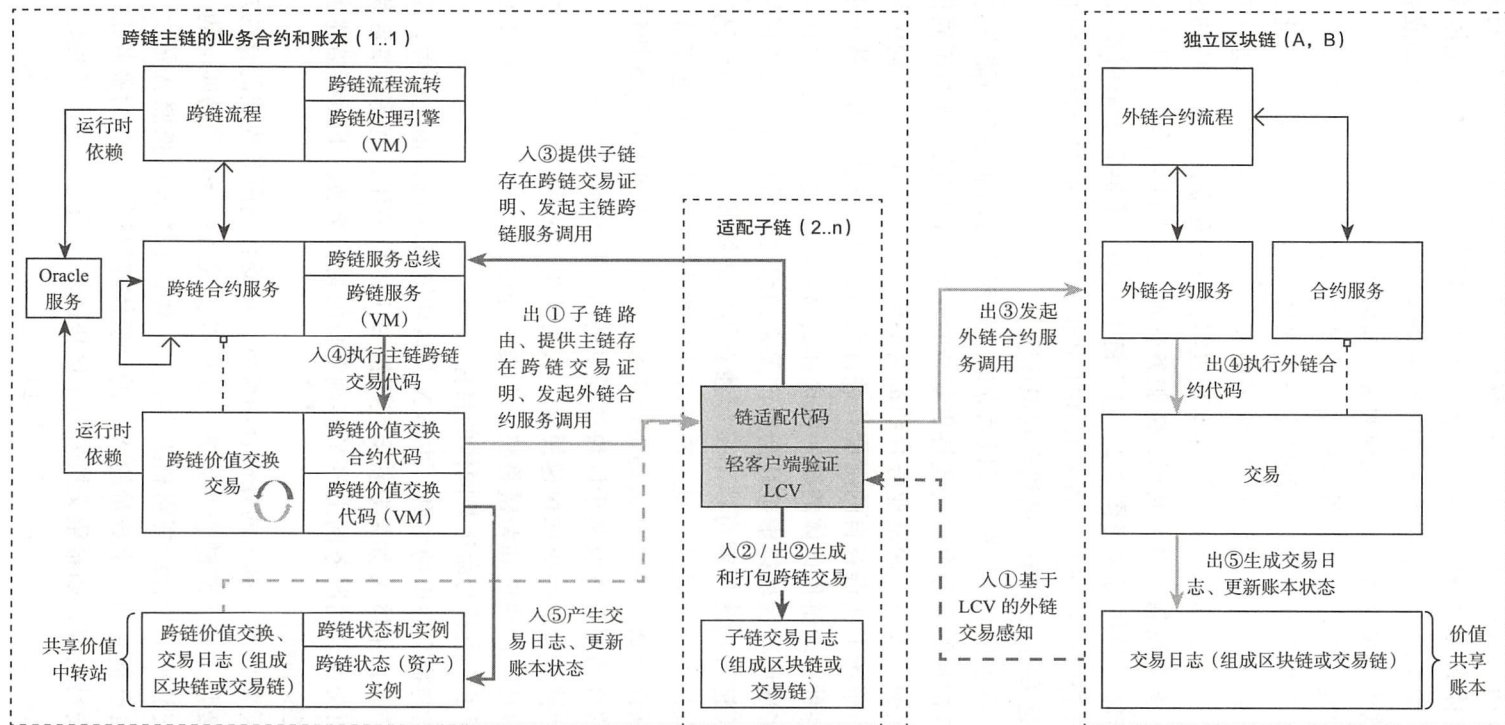 跨链主链的业务合约和账本（1..1）
跨链流程
跨链流程流转
跨链处理引擎
（VM）
运行时
依赖
Oracle
服务
跨链合约服务
跨链服务总线
跨链服务
（VM）
入③提供子链
存在跨链交易证
明、发起主链跨
链服务调用
入④执行主链跨链
交易代码
出①子链路
由、提供主链存
在跨链交易证
明、发起外链合
约服务调用
运行时
依赖
跨链价值交换
交易
跨链价值交换
合约代码
跨链价值交换
代码（VM）
入⑤产生交
易日志、更新
账本状态
共享价值
中转站
跨链价值交换、
交易日志（组成
区块链或交易链）
跨链状态机实例
跨链状态（资产）
实例
适配子链（2..n）
链适配代码
轻客户端验证
LCV
入②/出②生成
和打包跨链交易
子链交易日志
（组成区块链或
交易链）
出③发起
外链合约服
务调用
入①基于
LCV 的外链
交易感知
独立区块链（A，B）
外链合约流程
外链合约服务
合约服务
出④执行外链合
约代码
交易
出⑤生成交易日
志、更新账本状态
交易日志（组成区块链或交易链）
价值
共享
账本